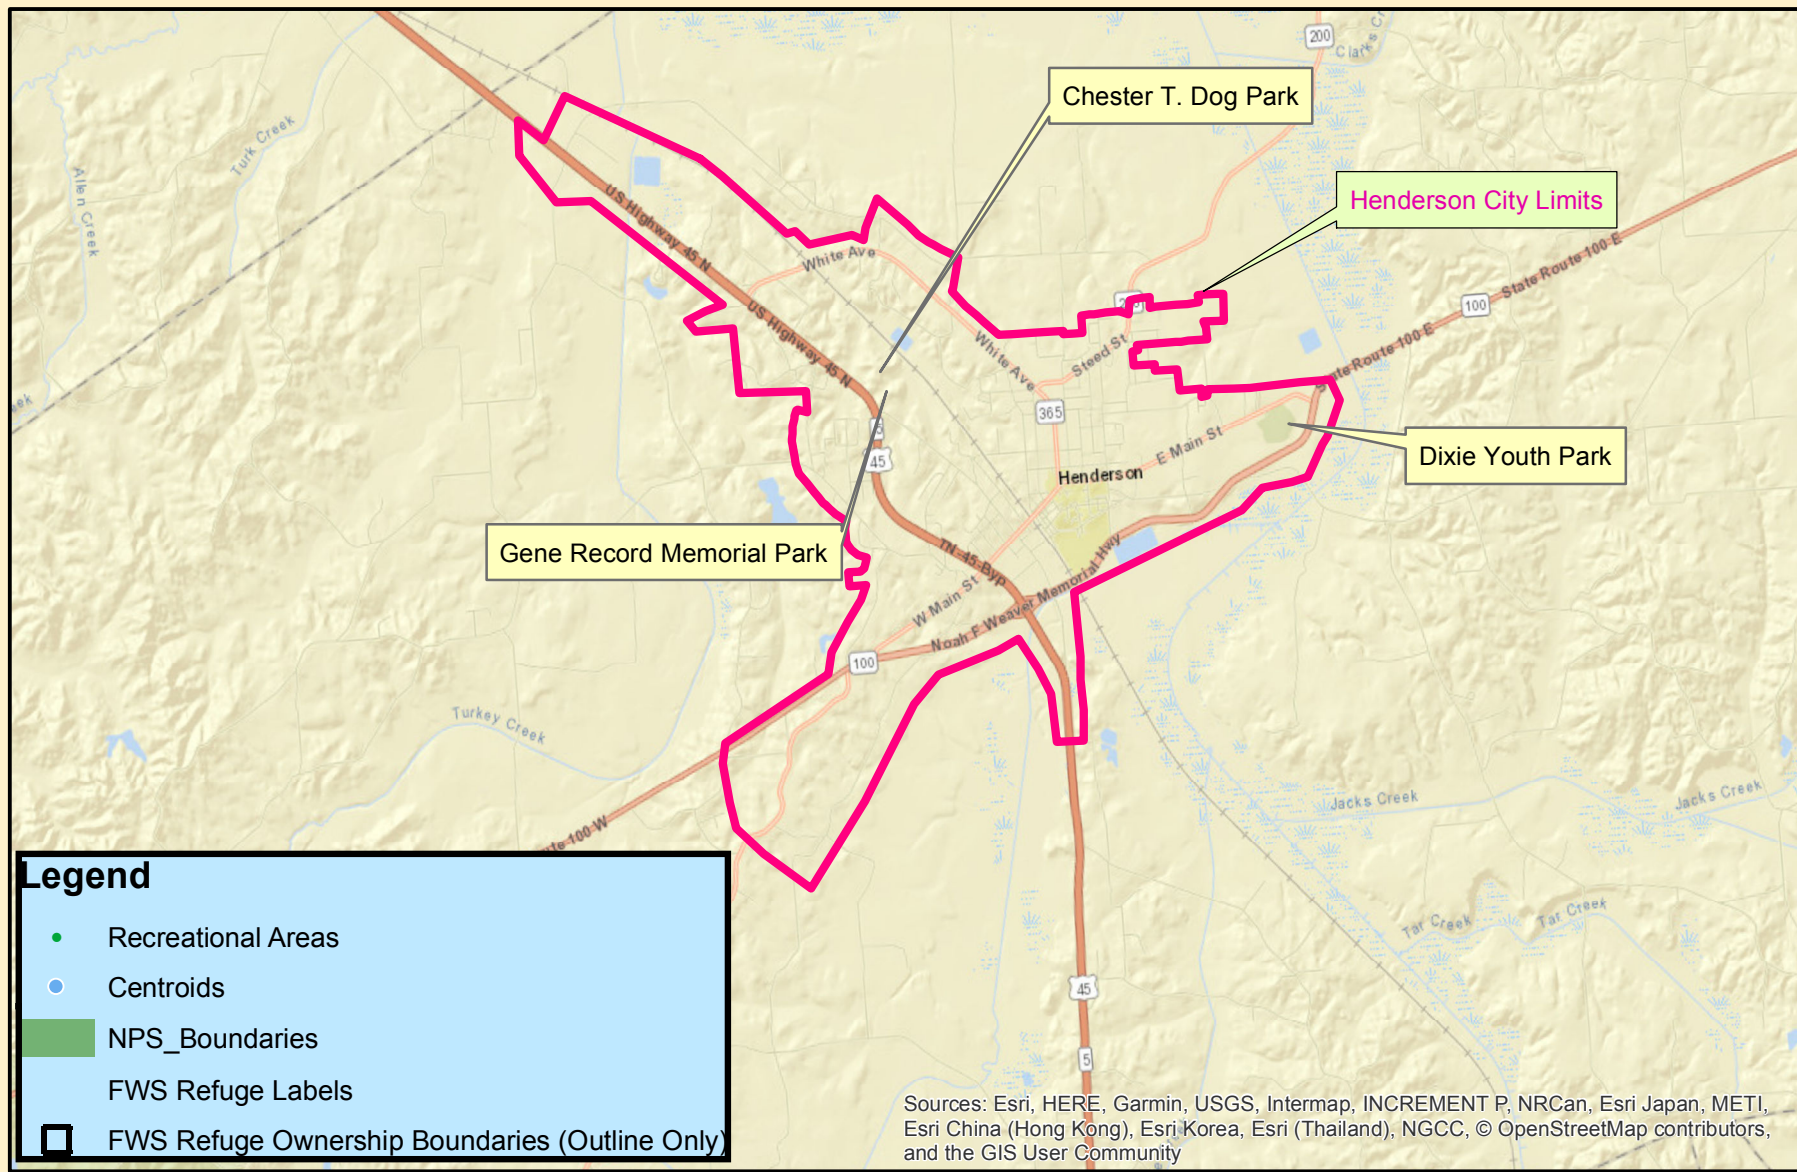 200
Clarks Cr
Chester T. Dog Park
Turk Creek
Allen Creek
US Highway 45 N
Henderson City Limits
White Ave
State Route 100 E
100
US Highway 45 N
White Ave
Steed St
State Route 100 E
365
5
45
E Main St
Dixie Youth Park
Henderson
Gene Record Memorial Park
TN-45-Byp
W Main St
Noah F Weaver Memorial Hwy
100
Turkey Creek
Jacks Creek
Jacks Creek
Tar Creek
Tar Creek
45
5
Legend
Recreational Areas
Centroids
NPS_Boundaries
FWS Refuge Labels
FWS Refuge Ownership Boundaries (Outline Only)
Sources: Esri, HERE, Garmin, USGS, Intermap, INCREMENT P, NRCan, Esri Japan, METI,
Esri China (Hong Kong), Esri Korea, Esri (Thailand), NGCC, © OpenStreetMap contributors,
and the GIS User Community